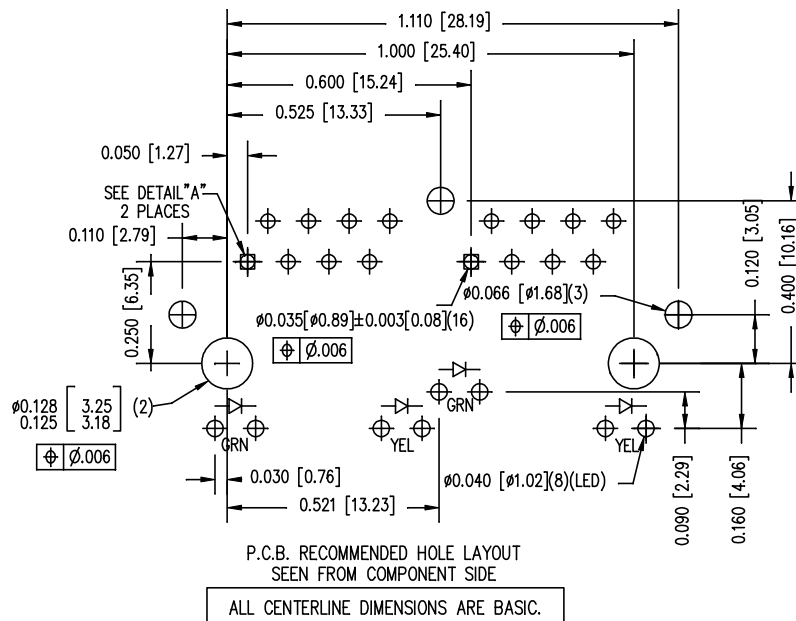 1.110 [28.19]
1.000 [25.40]
0.600 [15.24]
0.525 [13.33]
0.050 [1.27]
SEE DETAIL"A"
2 PLACES
0.110 [2.79]
0.250 [6.35]
0.120 [3.05]
0.400 [10.16]
ø0.066 [ø1.68](3)
Ø.006
ø0.035[ø0.89]±0.003[0.08](16)
Ø.006
ø0.128 [ 3.25 ] (2)
0.125 [ 3.18 ]
Ø.006
GRN
YEL
GRN
YEL
0.030 [0.76]
ø0.040 [ø1.02](8)(LED)
0.521 [13.23]
0.090 [2.29]
0.160 [4.06]
P.C.B. RECOMMENDED HOLE LAYOUT
SEEN FROM COMPONENT SIDE
ALL CENTERLINE DIMENSIONS ARE BASIC.